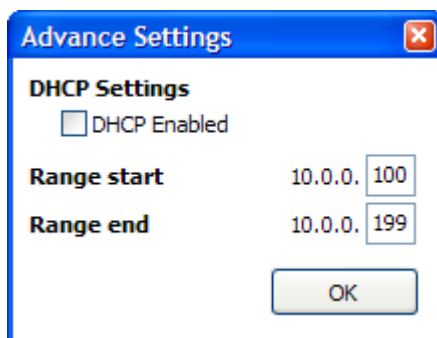 Advance Settings
DHCP Settings
DHCP Enabled
Range start 10.0.0. 100
Range end 10.0.0. 199
OK